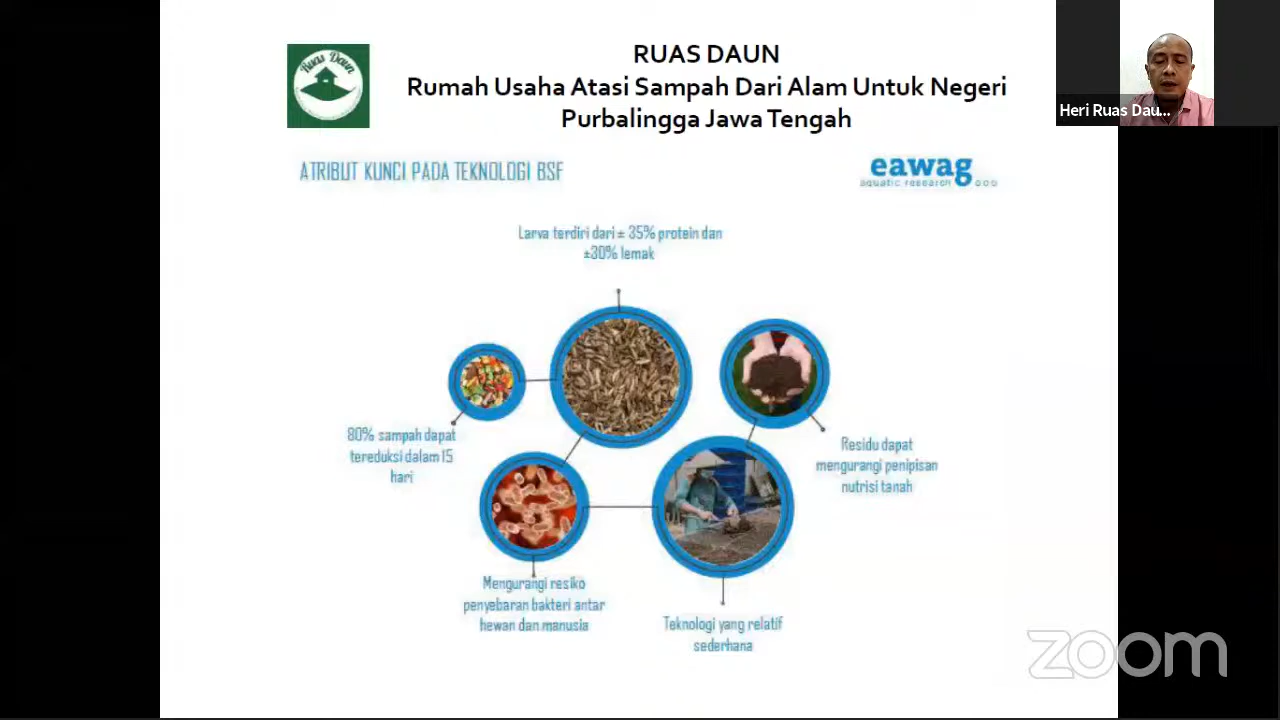 Ruas Daun
RUAS DAUN
Rumah Usaha Atasi Sampah Dari Alam Untuk Negeri
Purbalingga Jawa Tengah
Heri Ruas Dau...
ATRIBUT KUNCI PADA TEKNOLOGI BSF
eawag
aquatic research
Larva terdiri dari ± 35% protein dan
±30% lemak
80% sampah dapat
tereduksi dalam 15
hari
Residu dapat
mengurangi penipisan
nutrisi tanah
Mengurangi resiko
penyebaran bakteri antar
hewan dan manusia
Teknologi yang relatif
sederhana
zoom